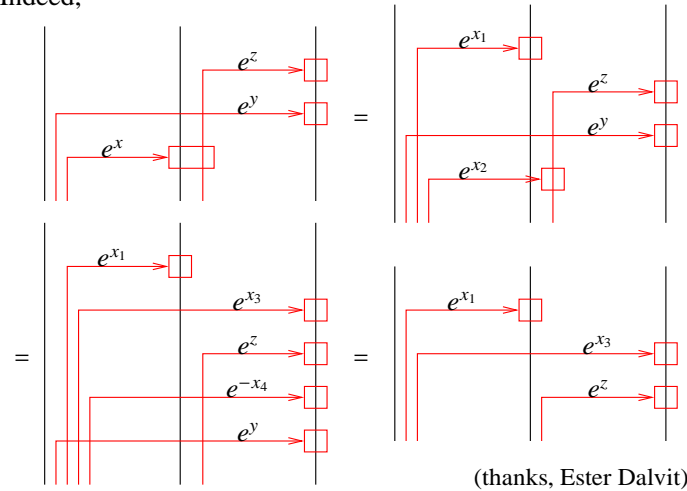 Indeed,
e^z
e^y
e^x
=
e^{x_1}
e^z
e^y
e^{x_2}
=
e^{x_1}
e^{x_3}
e^z
e^{-x_4}
e^y
=
e^{x_1}
e^{x_3}
e^z
(thanks, Ester Dalvit)